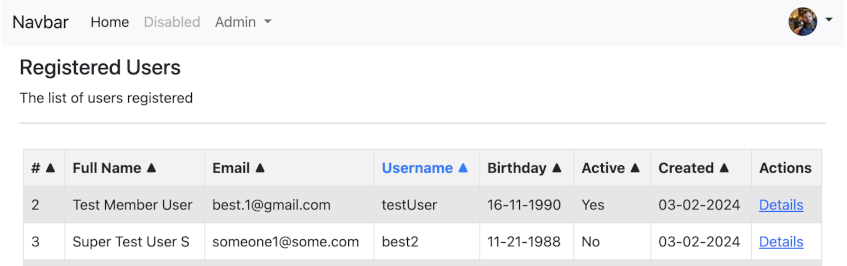 Navbar Home Disabled Admin
Registered Users
The list of users registered
# ▲ Full Name ▲ Email ▲ Username ▲ Birthday ▲ Active ▲ Created ▲ Actions
2 Test Member User best.1@gmail.com testUser 16-11-1990 Yes 03-02-2024 Details
3 Super Test User S someone1@some.com best2 11-21-1988 No 03-02-2024 Details